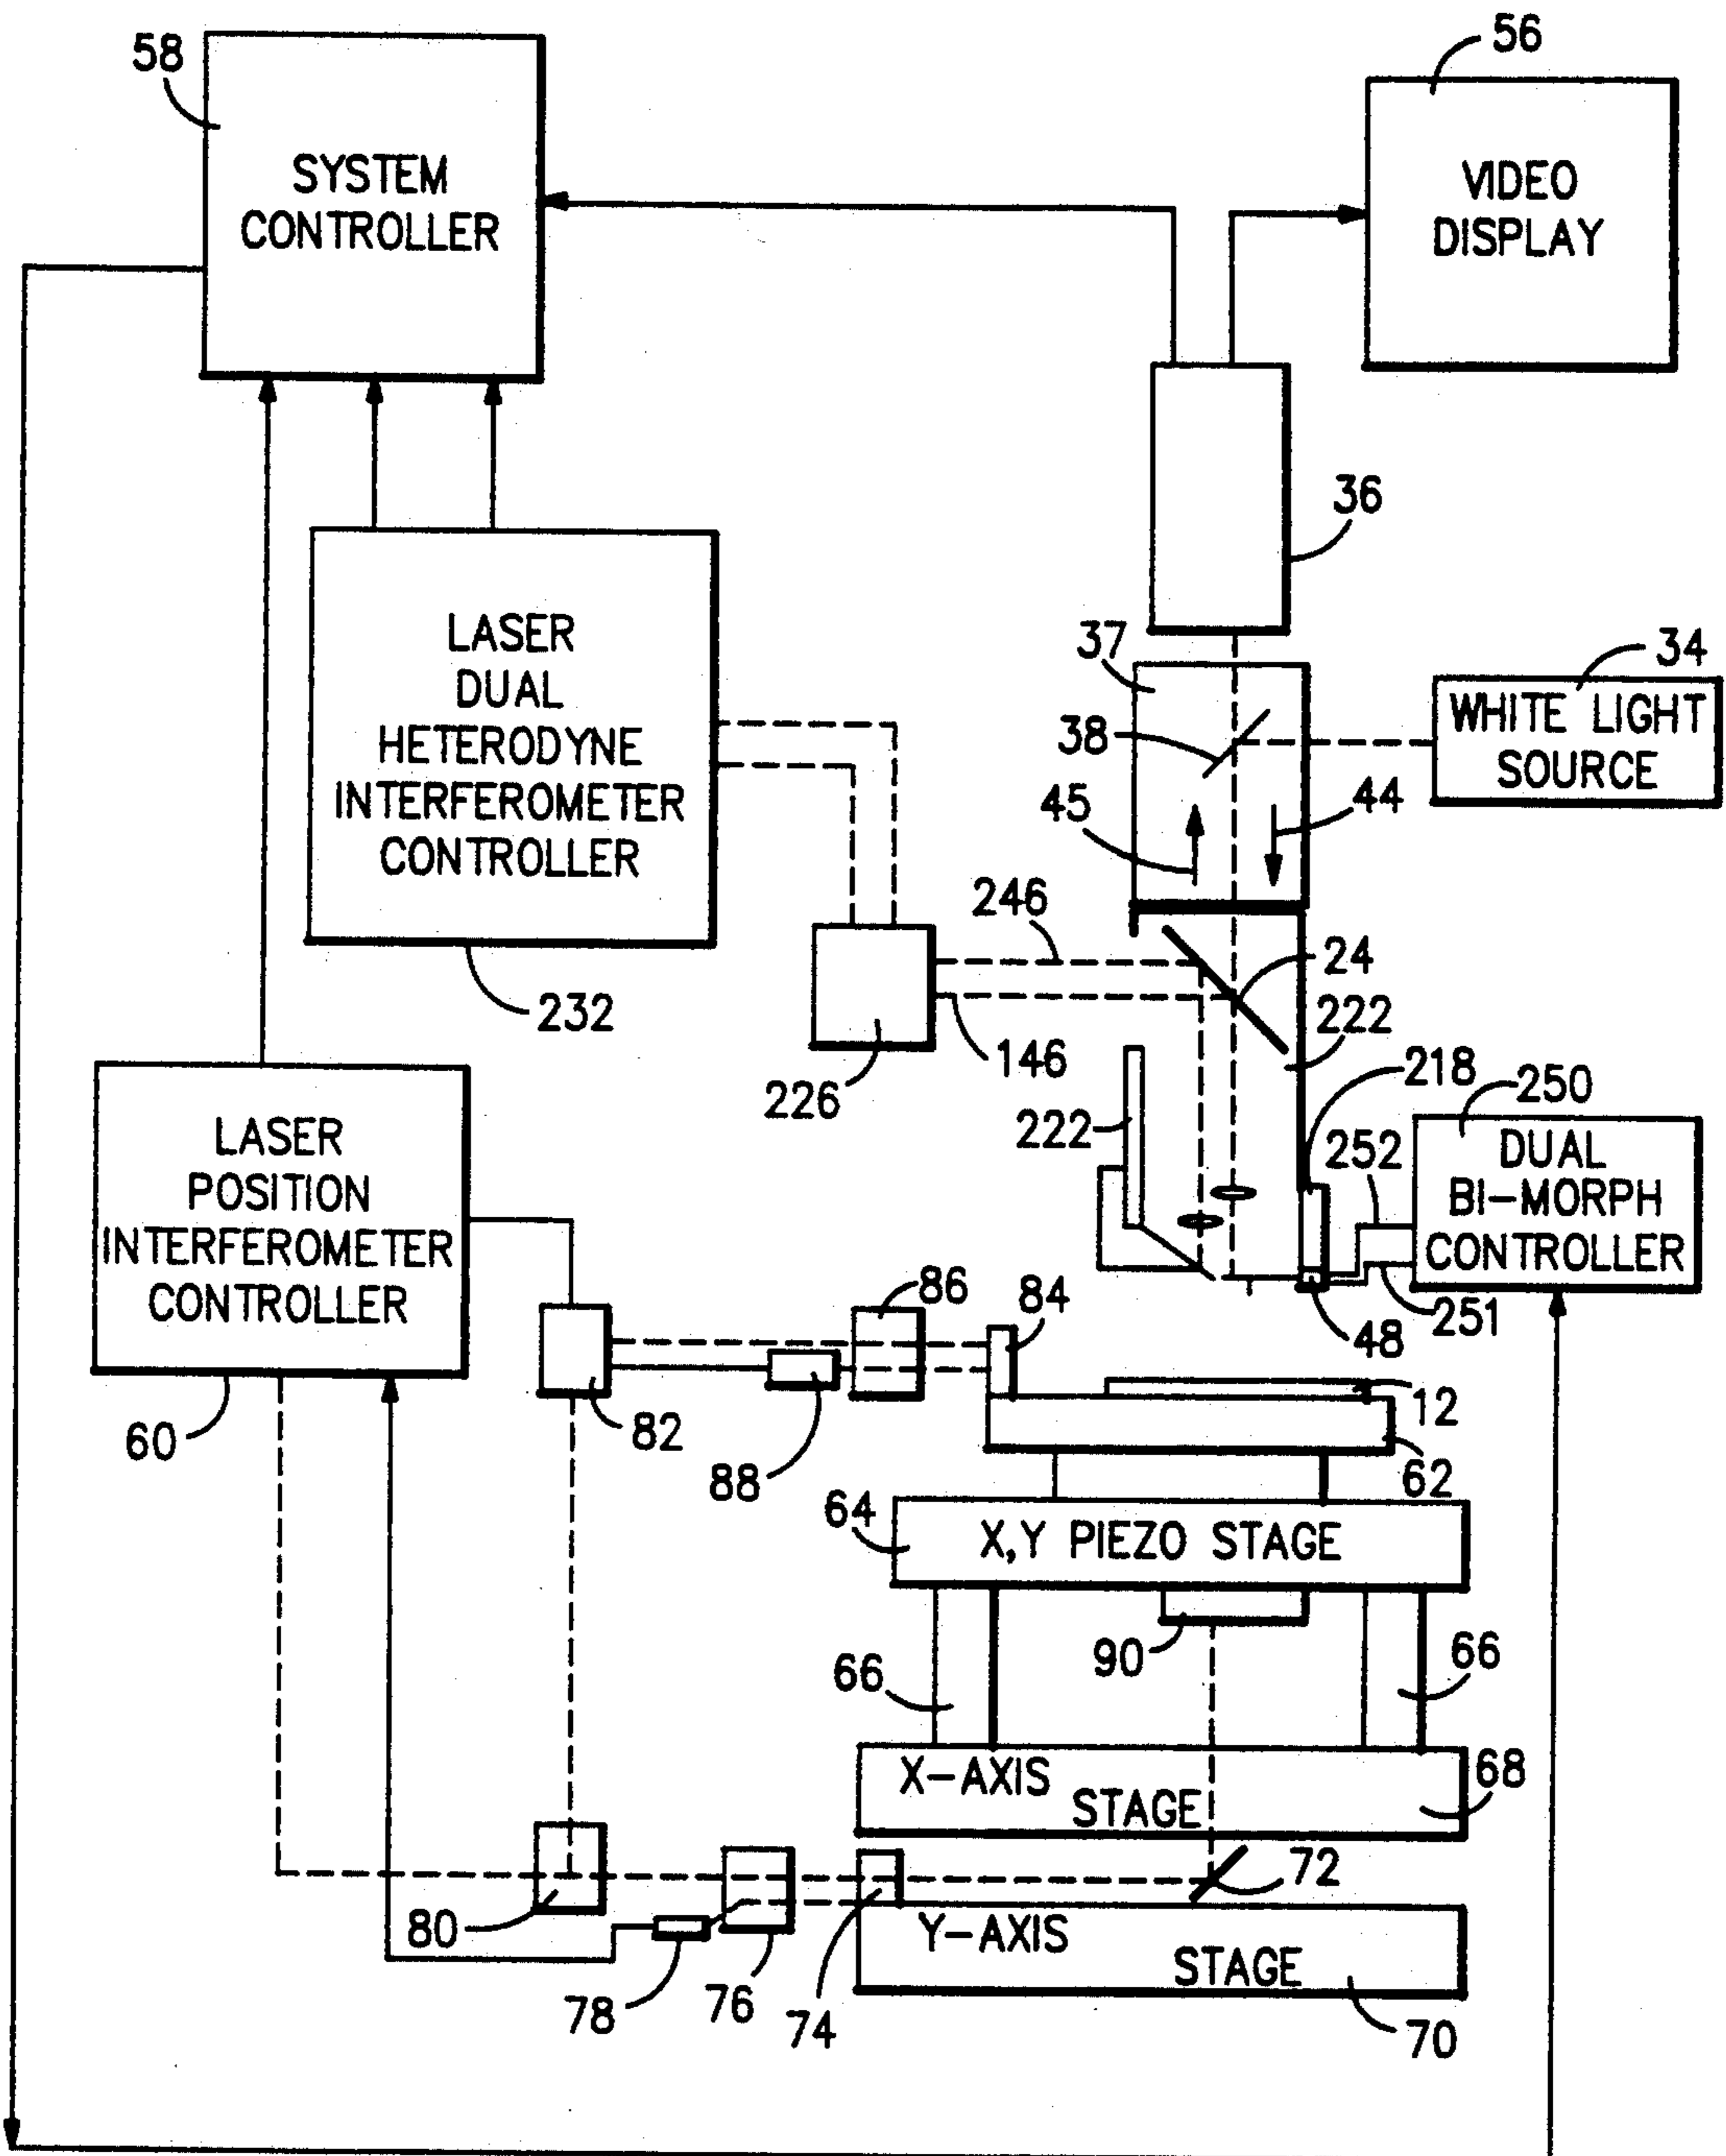 58
SYSTEM
CONTROLLER
56
VIDEO
DISPLAY
36
LASER
DUAL
HETERODYNE
INTERFEROMETER
CONTROLLER
232
37
38
45
44
34
WHITE LIGHT
SOURCE
246
146
226
24
222
222
218
250
DUAL
BI-MORPH
CONTROLLER
252
251
48
LASER
POSITION
INTERFEROMETER
CONTROLLER
60
82
86
84
88
12
62
64
X,Y PIEZO STAGE
90
66
66
X-AXIS
STAGE
68
72
80
78
76
74
Y-AXIS
STAGE
70